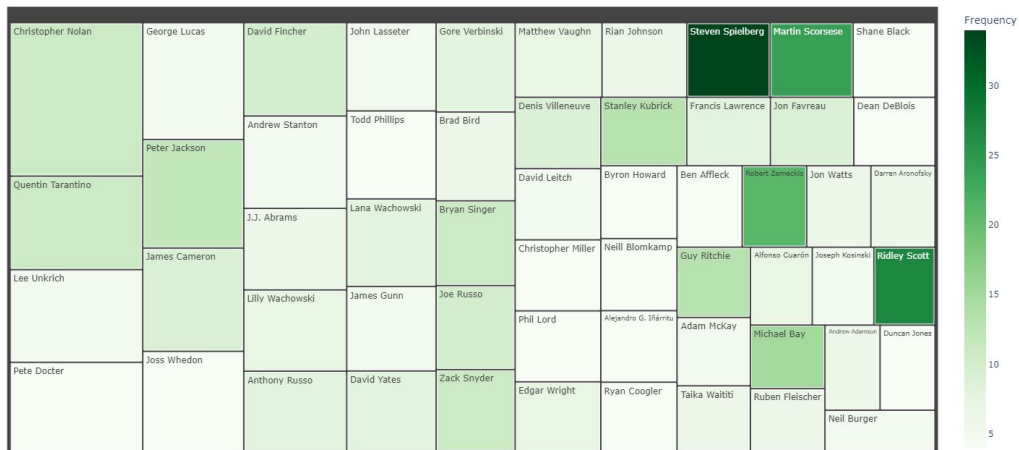 Frequency
Christopher Nolan
Quentin Tarantino
Lee Unkrich
Pete Docter
George Lucas
Peter Jackson
James Cameron
Joss Whedon
David Fincher
Andrew Stanton
J.J. Abrams
Lilly Wachowski
Anthony Russo
John Lasseter
Todd Phillips
Lana Wachowski
James Gunn
David Yates
Gore Verbinski
Brad Bird
Bryan Singer
Joe Russo
Zack Snyder
Matthew Vaughn
Denis Villeneuve
David Leitch
Christopher Miller
Phil Lord
Edgar Wright
Rian Johnson
Steven Spielberg
Martin Scorsese
Shane Black
Stanley Kubrick
Francis Lawrence
Jon Favreau
Dean DeBlois
Byron Howard
Neill Blomkamp
Alejandro G. Iñárritu
Ryan Coogler
Ben Affleck
Robert Zemeckis
Jon Watts
Darren Aronofsky
Guy Ritchie
Adam McKay
Taika Waititi
Alfonso Cuarón
Joseph Kosinski
Ridley Scott
Michael Bay
Ruben Fleischer
Andrew Adamson
Duncan Jones
Neil Burger
30
25
20
15
10
5